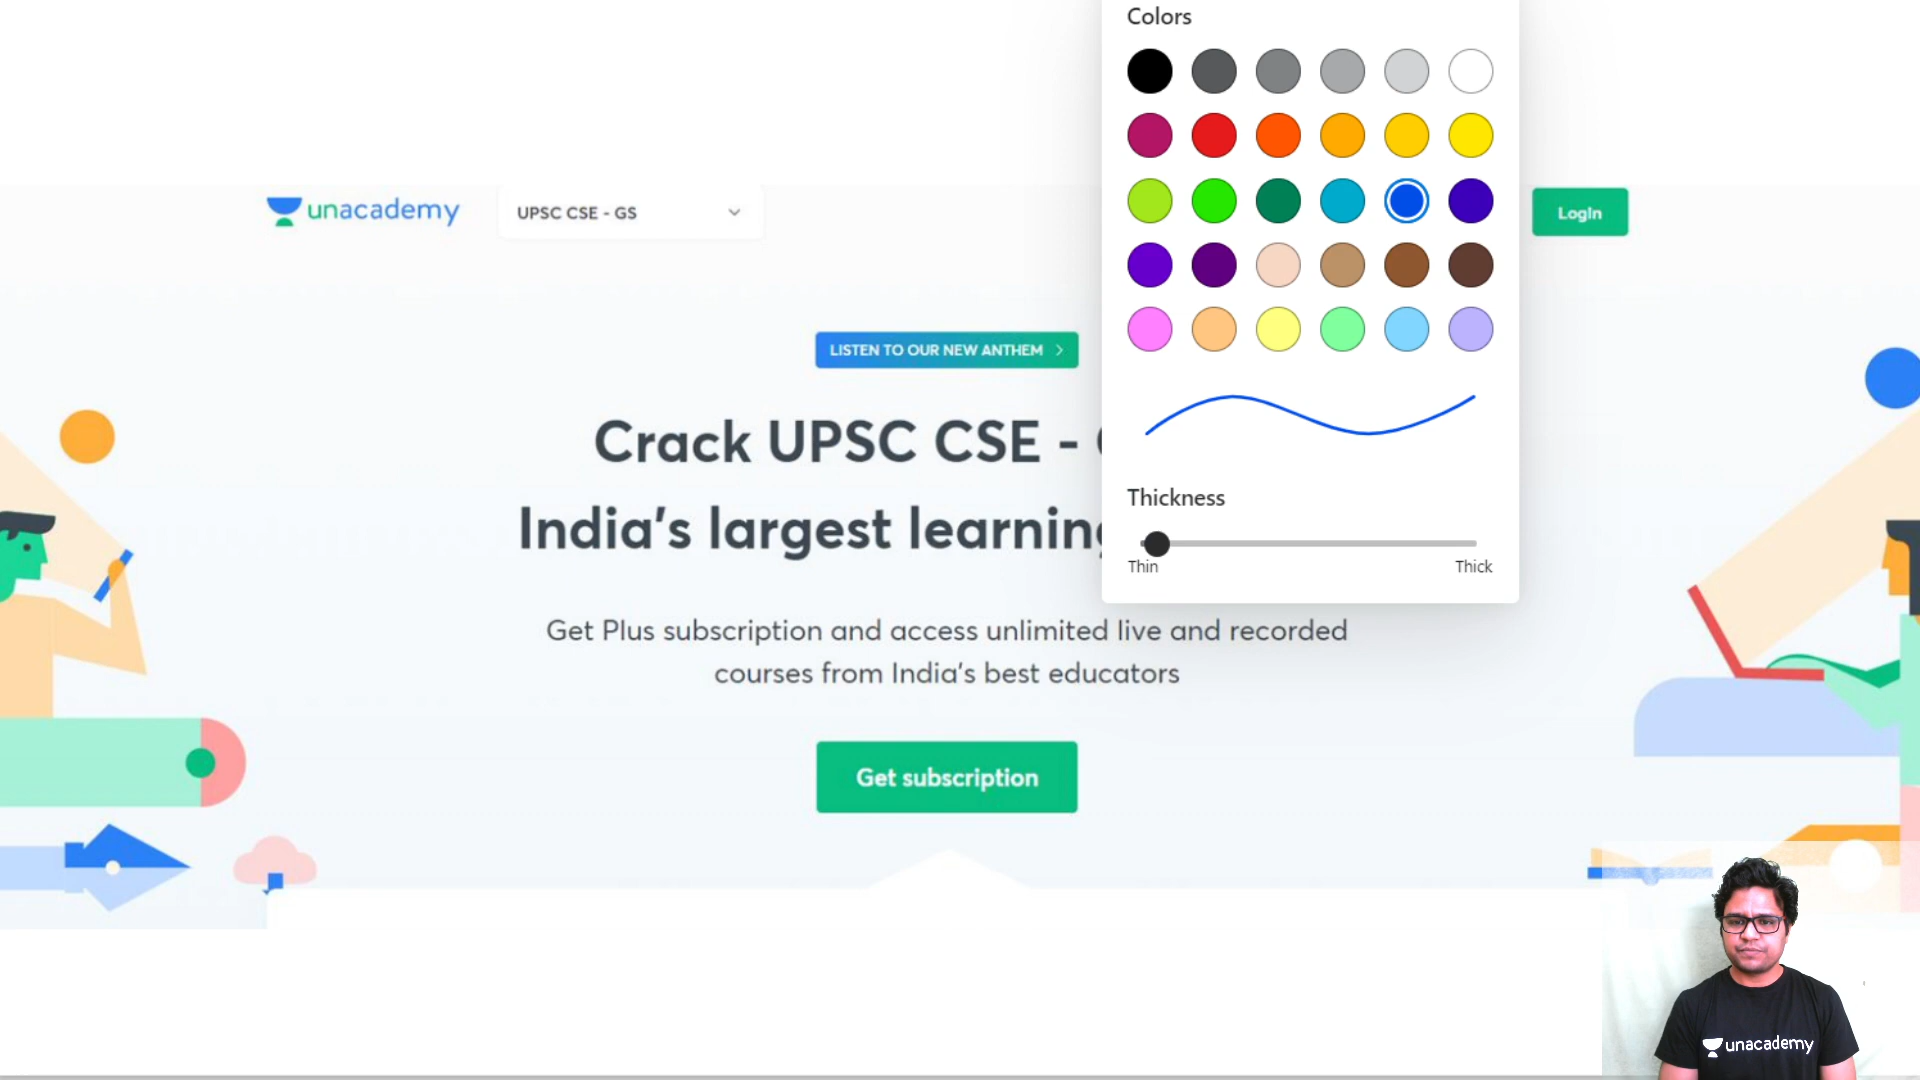 Colors
unacademy
UPSC CSE - GS
Login
LISTEN TO OUR NEW ANTHEM
Crack UPSC CSE -
India's largest learning
Thickness
Thin
Thick
Get Plus subscription and access unlimited live and recorded
courses from India's best educators
Get subscription
unacademy